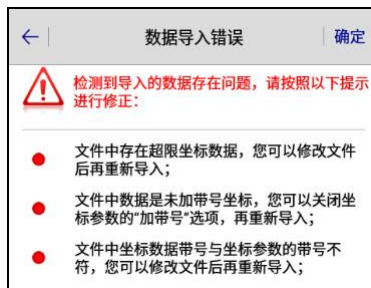 数据导入错误
确定
检测到导入的数据存在问题，请按照以下提示
进行修正：
文件中存在超限坐标数据，您可以修改文件
后再重新导入；
文件中数据是未加带号坐标，您可以关闭坐
标参数的“加带号”选项，再重新导入；
文件中坐标数据带号与坐标参数的带号不
符，您可以修改文件后再重新导入；